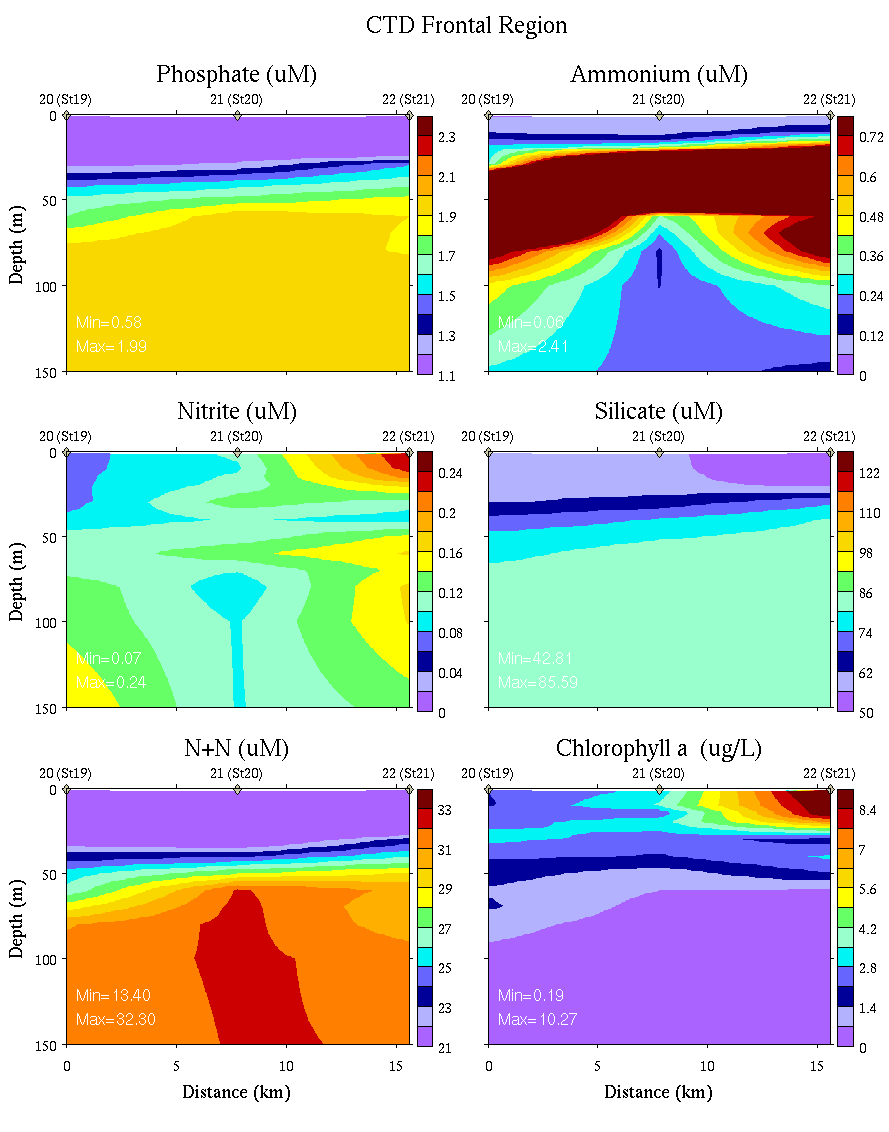 CTD Frontal Region
Phosphate (uM)
20 (St19) 21 (St20) 22 (St21)
0
50
100
150
Depth (m)
Min=0.58
Max=1.99
2.3
2.1
1.9
1.7
1.5
1.3
1.1
Ammonium (uM)
20 (St19) 21 (St20) 22 (St21)
Min=0.06
Max=2.41
0.72
0.6
0.48
0.36
0.24
0.12
0
Nitrite (uM)
20 (St19) 21 (St20) 22 (St21)
0
50
100
150
Depth (m)
Min=0.07
Max=0.24
0.24
0.2
0.16
0.12
0.08
0.04
0
Silicate (uM)
20 (St19) 21 (St20) 22 (St21)
Min=42.81
Max=85.59
122
110
98
86
74
62
50
N+N (uM)
20 (St19) 21 (St20) 22 (St21)
0
50
100
150
Depth (m)
Min=13.40
Max=32.30
33
31
29
27
25
23
21
0 5 10 15
Distance (km)
Chlorophyll a (ug/L)
20 (St19) 21 (St20) 22 (St21)
Min=0.19
Max=10.27
8.4
7
5.6
4.2
2.8
1.4
0
0 5 10 15
Distance (km)